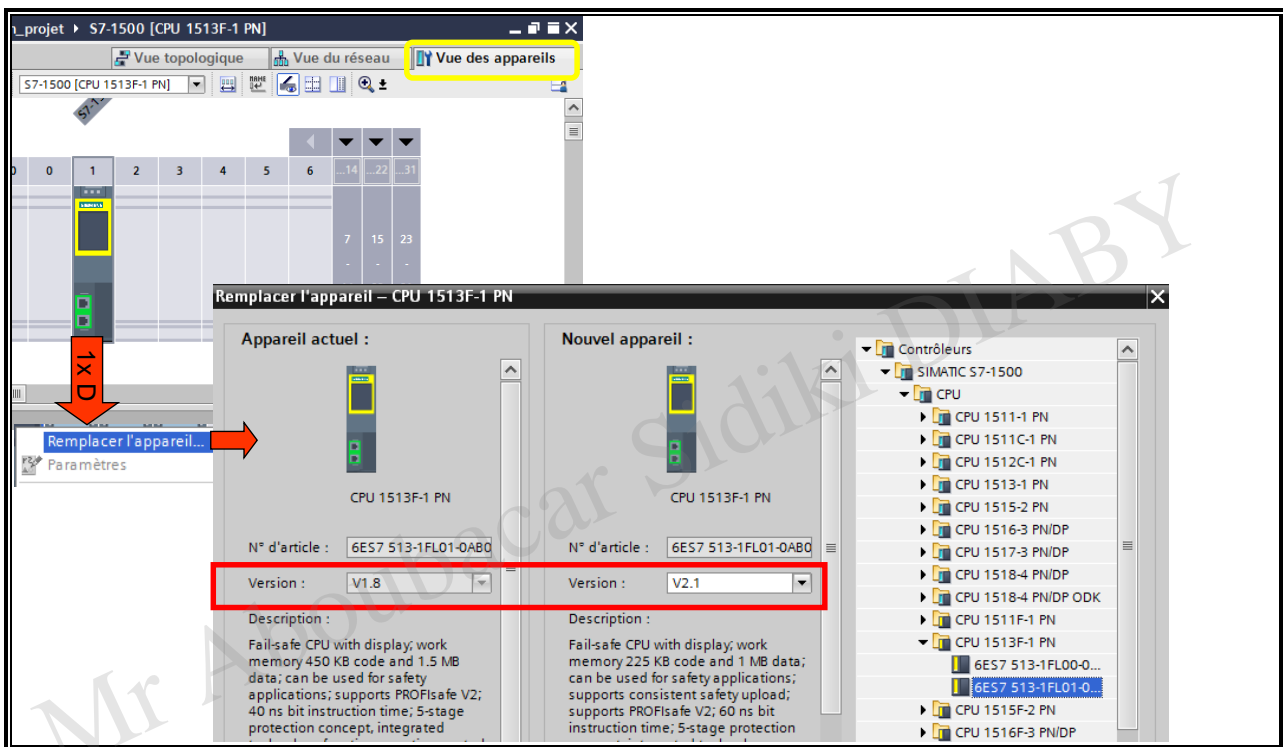 _projet ▸ S7-1500 [CPU 1513F-1 PN]
Vue topologique
Vue du réseau
Vue des appareils
S7-1500 [CPU 1513F-1 PN]
0 1 2 3 4 5 6 ...14 ...22 ...31
7 15 23
1x D
Remplacer l'appareil...
Paramètres
Remplacer l'appareil – CPU 1513F-1 PN
Appareil actuel :
CPU 1513F-1 PN
N° d'article : 6ES7 513-1FL01-0AB0
Version : V1.8
Description :
Fail-safe CPU with display; work
memory 450 KB code and 1.5 MB
data; can be used for safety
applications; supports PROFIsafe V2;
40 ns bit instruction time; 5-stage
protection concept, integrated
Nouvel appareil :
CPU 1513F-1 PN
N° d'article : 6ES7 513-1FL01-0AB0
Version : V2.1
Description :
Fail-safe CPU with display; work
memory 225 KB code and 1 MB data;
can be used for safety applications;
supports consistent safety upload;
supports PROFIsafe V2; 60 ns bit
instruction time; 5-stage protection
Contrôleurs
SIMATIC S7-1500
CPU
CPU 1511-1 PN
CPU 1511C-1 PN
CPU 1512C-1 PN
CPU 1513-1 PN
CPU 1515-2 PN
CPU 1516-3 PN/DP
CPU 1517-3 PN/DP
CPU 1518-4 PN/DP
CPU 1518-4 PN/DP ODK
CPU 1511F-1 PN
CPU 1513F-1 PN
6ES7 513-1FL00-0...
6ES7 513-1FL01-0...
CPU 1515F-2 PN
CPU 1516F-3 PN/DP
Mr Aboubacar Sidiki DIABY